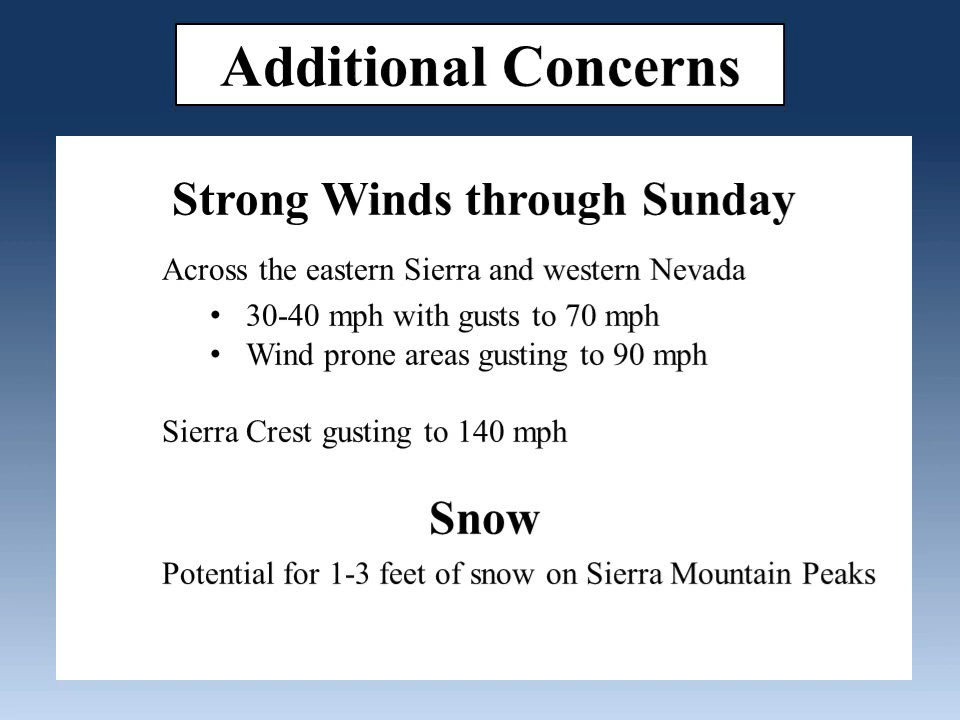 Additional Concerns
Strong Winds through Sunday
Across the eastern Sierra and western Nevada
• 30-40 mph with gusts to 70 mph
• Wind prone areas gusting to 90 mph
Sierra Crest gusting to 140 mph
Snow
Potential for 1-3 feet of snow on Sierra Mountain Peaks